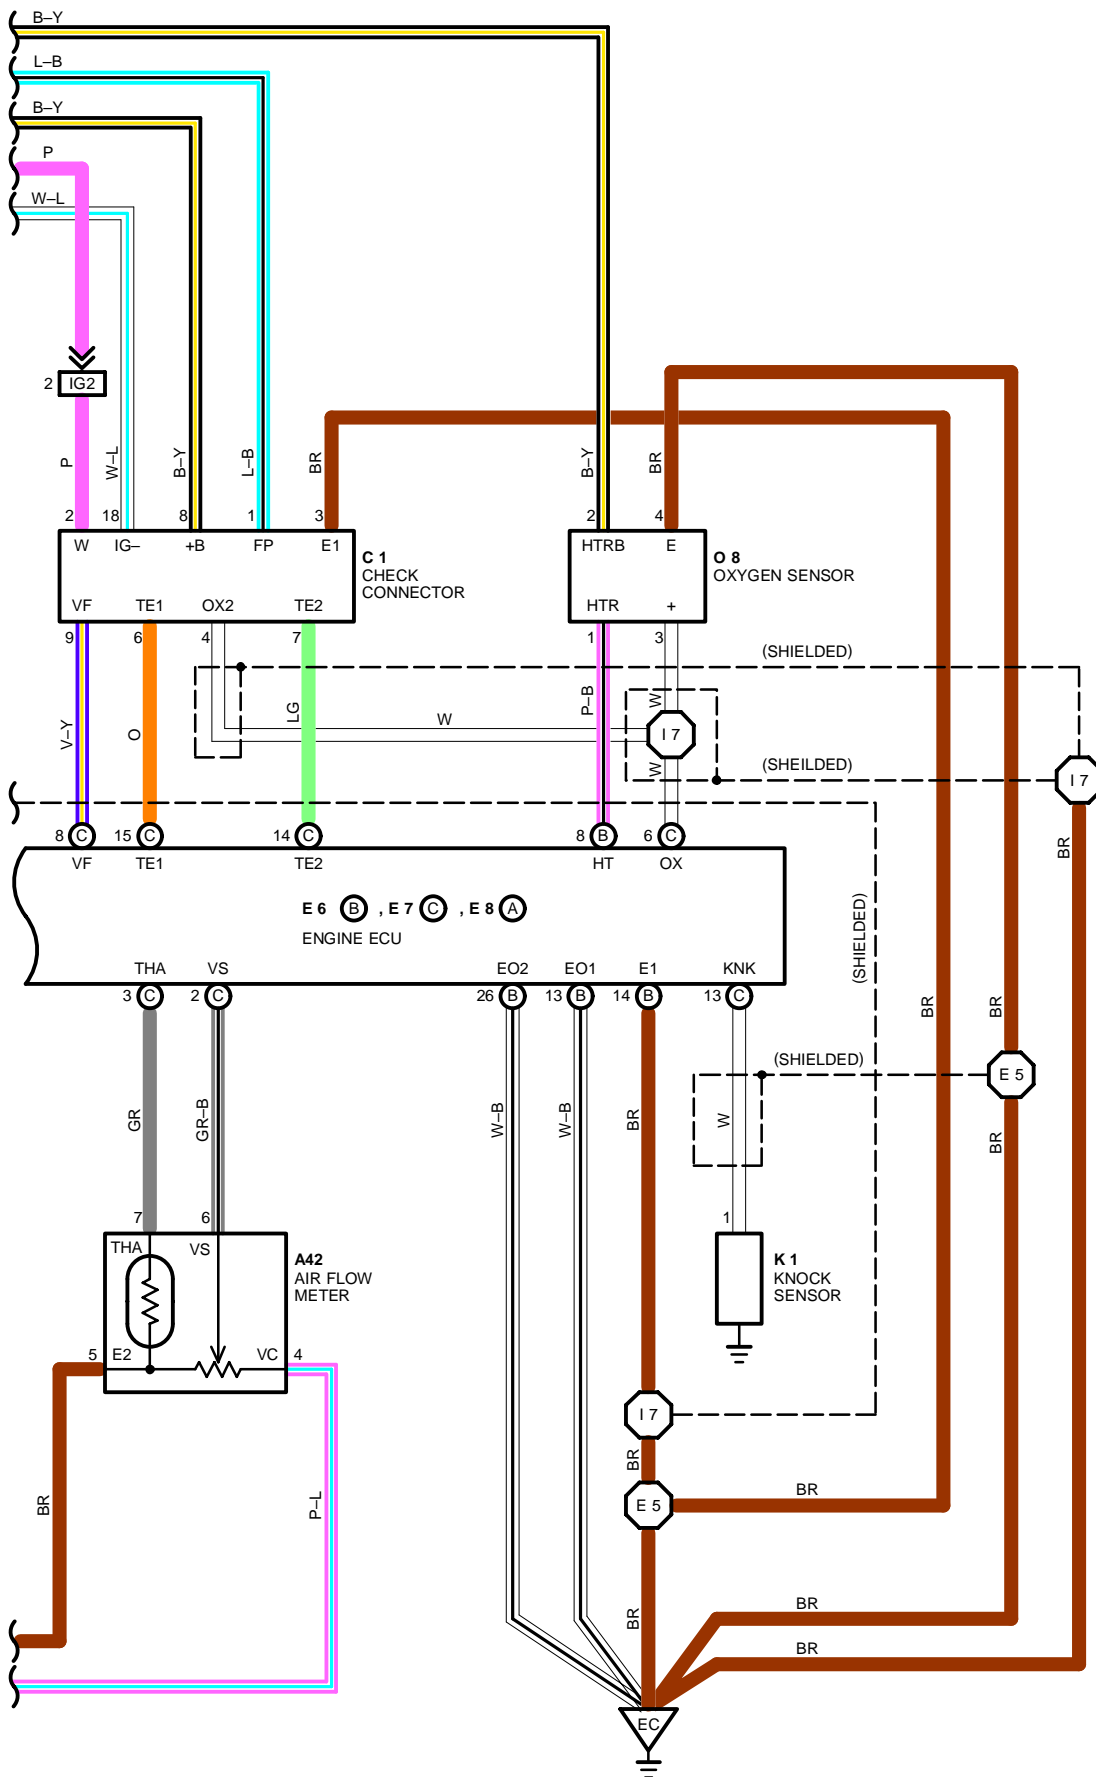 B–Y
L–B
B–Y
P
W–L
2 IG2
P
W–L
B–Y
L–B
BR
B–Y
BR
2 18 8 1 3 2 4
W IG– +B FP E1
HTRB E
C 1
CHECK
CONNECTOR
O 8
OXYGEN SENSOR
VF TE1 OX2 TE2
HTR +
9 6 4 7 1 3
(SHIELDED)
V–Y
O
LG
W
P–B
W
I 7
W
(SHEILDED)
I 7
8 C 15 C 14 C 8 B 6 C
VF TE1 TE2 HT OX
BR
E 6 B , E 7 C , E 8 A
ENGINE ECU
(SHIELDED)
THA VS EO2 EO1 E1 KNK
3 C 2 C 26 B 13 B 14 B 13 C
BR
BR
(SHIELDED)
E 5
GR
GR–B
W–B
W–B
BR
W
BR
7 6 1
THA VS
A42
AIR FLOW
METER
K 1
KNOCK
SENSOR
5 E2 VC 4
I 7
BR
BR
E 5
BR
P–L
BR
BR
BR
EC